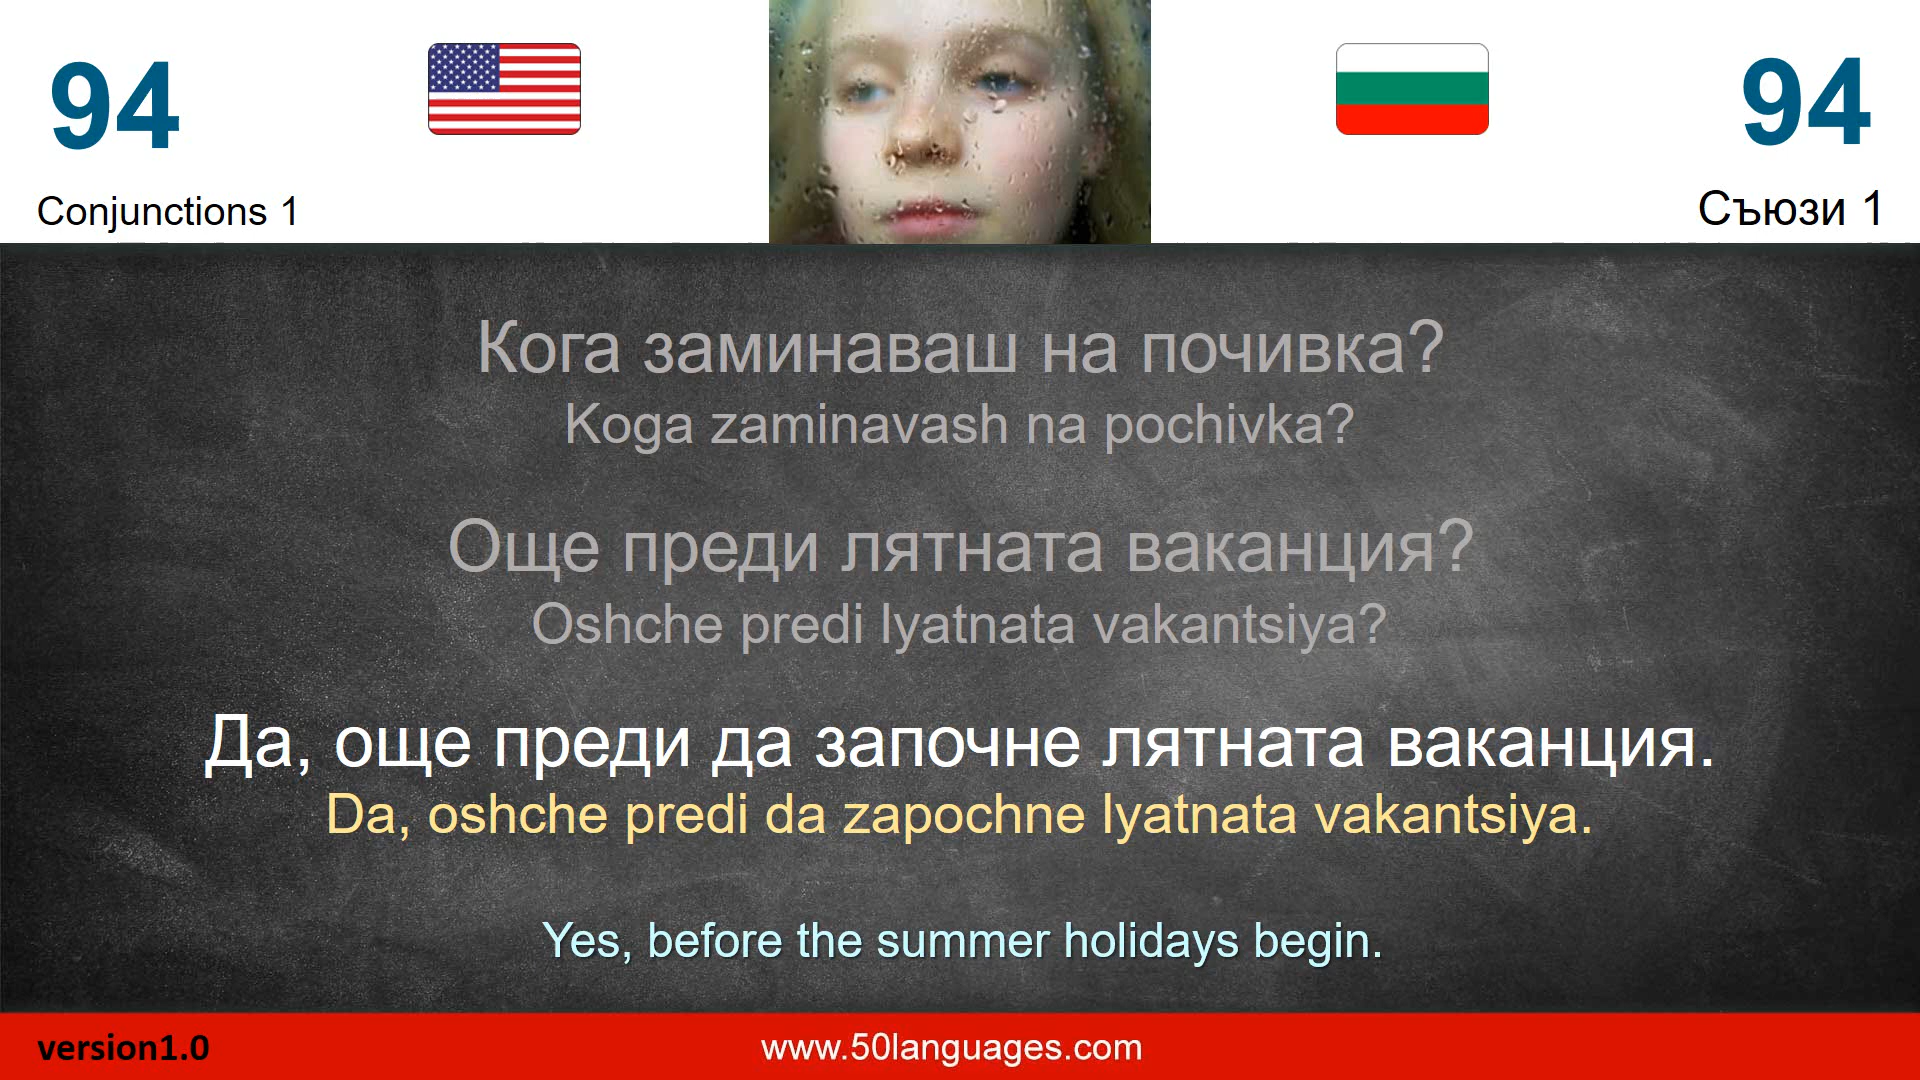 94
94
Conjunctions 1
Съюзи 1
Кога заминаваш на почивка?
Koga zaminavash na pochivka?
Още преди лятната ваканция?
Oshche predi lyatnata vakantsiya?
Да, още преди да започне лятната ваканция.
Da, oshche predi da zapochne lyatnata vakantsiya.
Yes, before the summer holidays begin.
version1.0
www.50languages.com